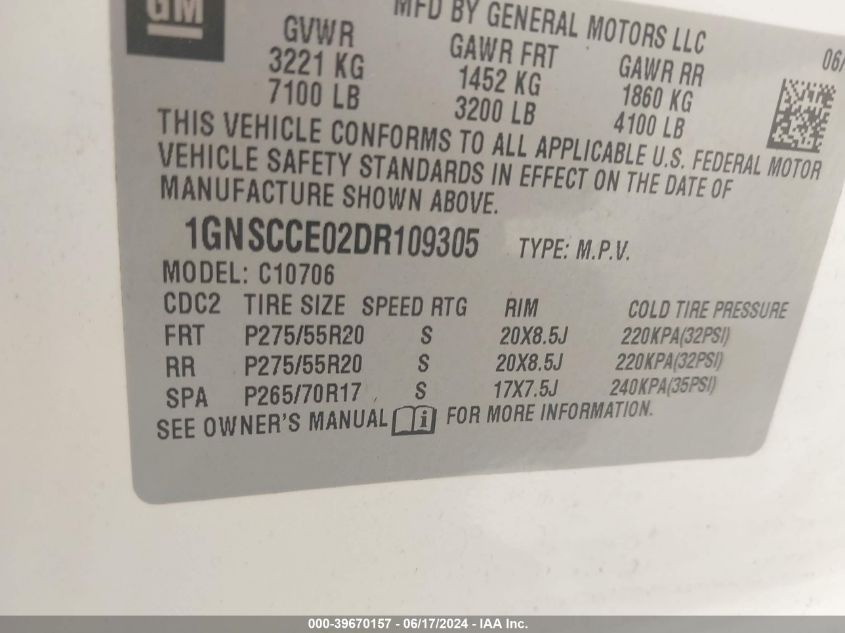 GM
MFD BY GENERAL MOTORS LLC
06/
GVWR GAWR FRT GAWR RR
3221 KG 1452 KG 1860 KG
7100 LB 3200 LB 4100 LB
THIS VEHICLE CONFORMS TO ALL APPLICABLE U.S. FEDERAL MOTOR
VEHICLE SAFETY STANDARDS IN EFFECT ON THE DATE OF
MANUFACTURE SHOWN ABOVE.
1GNSCCE02DR109305 TYPE: M.P.V.
MODEL: C10706
CDC2 TIRE SIZE SPEED RTG RIM COLD TIRE PRESSURE
FRT P275/55R20 S 20X8.5J 220KPA(32PSI)
RR P275/55R20 S 20X8.5J 220KPA(32PSI)
SPA P265/70R17 S 17X7.5J 240KPA(35PSI)
SEE OWNER'S MANUAL i FOR MORE INFORMATION.
000-39670157 - 06/17/2024 - IAA Inc.